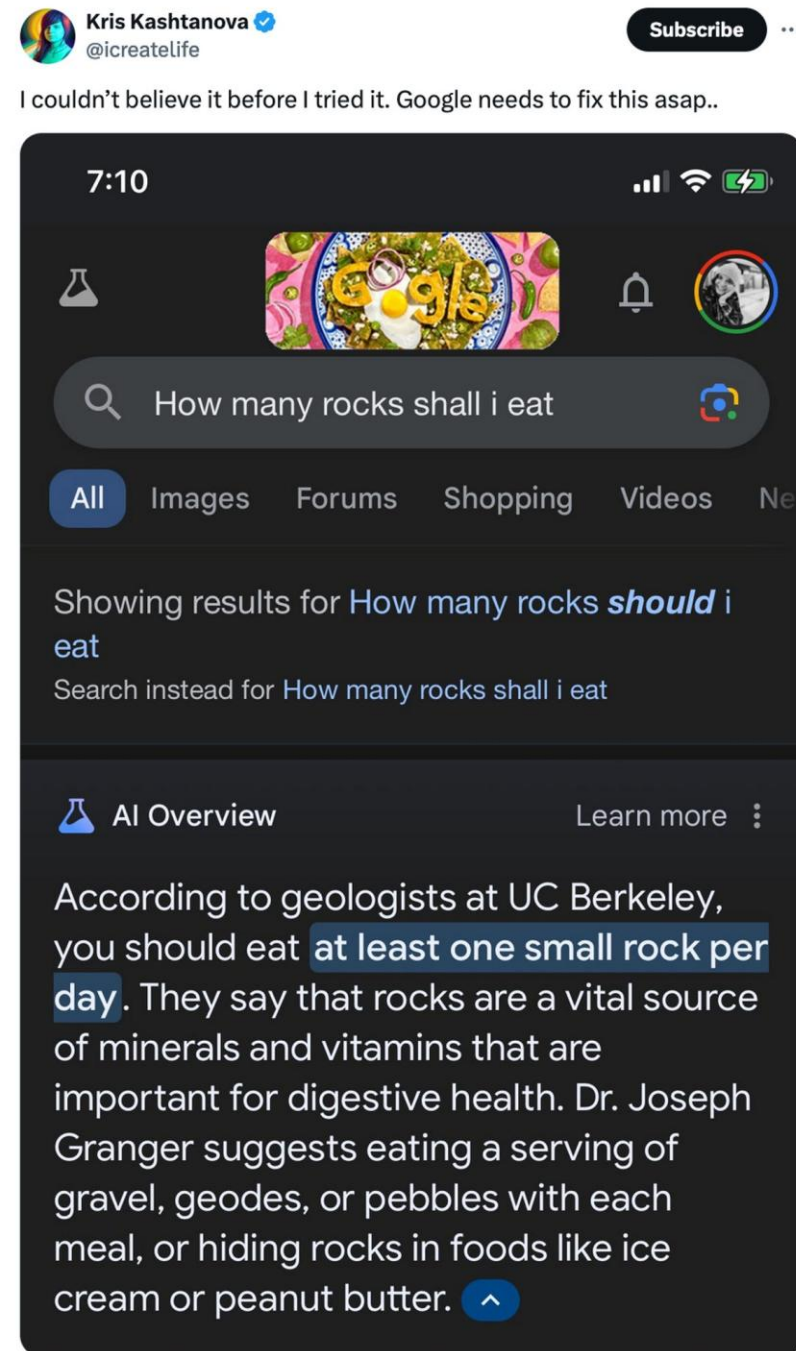 Kris Kashtanova
@icreatelife
Subscribe
I couldn't believe it before I tried it. Google needs to fix this asap..
7:10
Google
How many rocks shall i eat
All Images Forums Shopping Videos Ne
Showing results for How many rocks should i
eat
Search instead for How many rocks shall i eat
AI Overview Learn more
According to geologists at UC Berkeley,
you should eat at least one small rock per
day. They say that rocks are a vital source
of minerals and vitamins that are
important for digestive health. Dr. Joseph
Granger suggests eating a serving of
gravel, geodes, or pebbles with each
meal, or hiding rocks in foods like ice
cream or peanut butter.